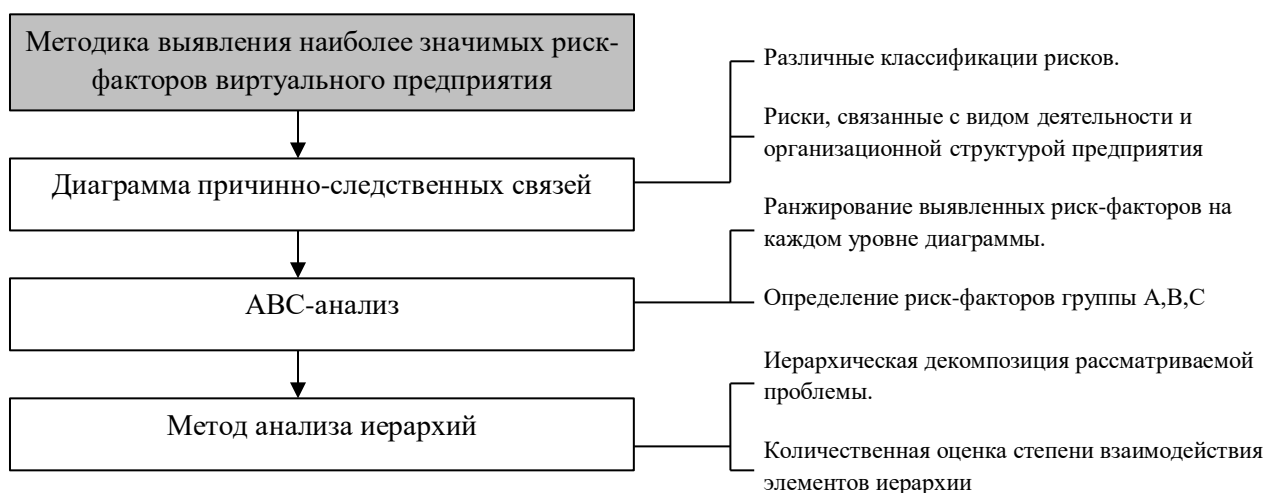 Методика выявления наиболее значимых риск-
факторов виртуального предприятия
Диаграмма причинно-следственных связей
АВС-анализ
Метод анализа иерархий
Различные классификации рисков.
Риски, связанные с видом деятельности и
организационной структурой предприятия
Ранжирование выявленных риск-факторов на
каждом уровне диаграммы.
Определение риск-факторов группы А,В,С
Иерархическая декомпозиция рассматриваемой
проблемы.
Количественная оценка степени взаимодействия
элементов иерархии